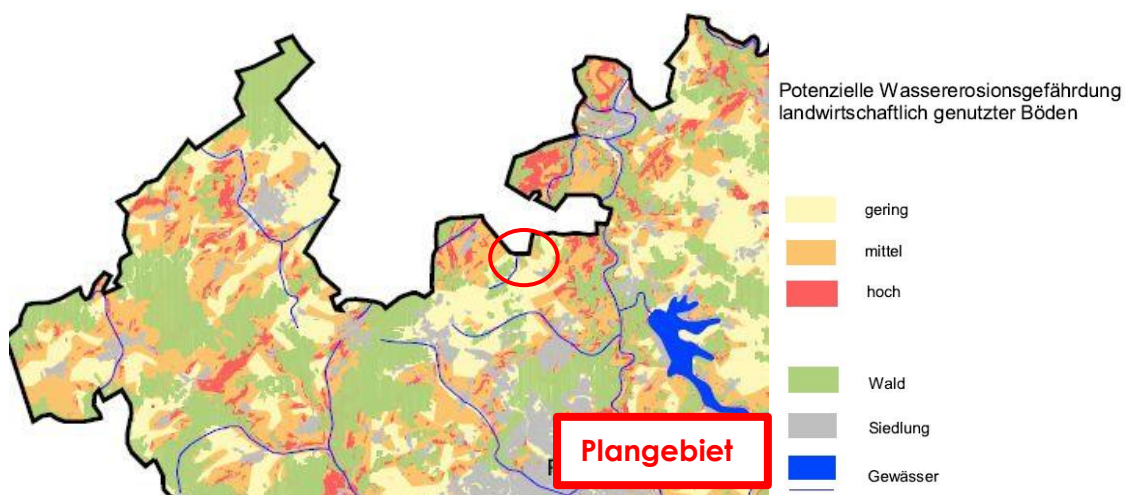 Potenzielle Wassererosionsgefährdung
landwirtschaftlich genutzter Böden
gering
mittel
hoch
Wald
Siedlung
Gewässer
Plangebiet